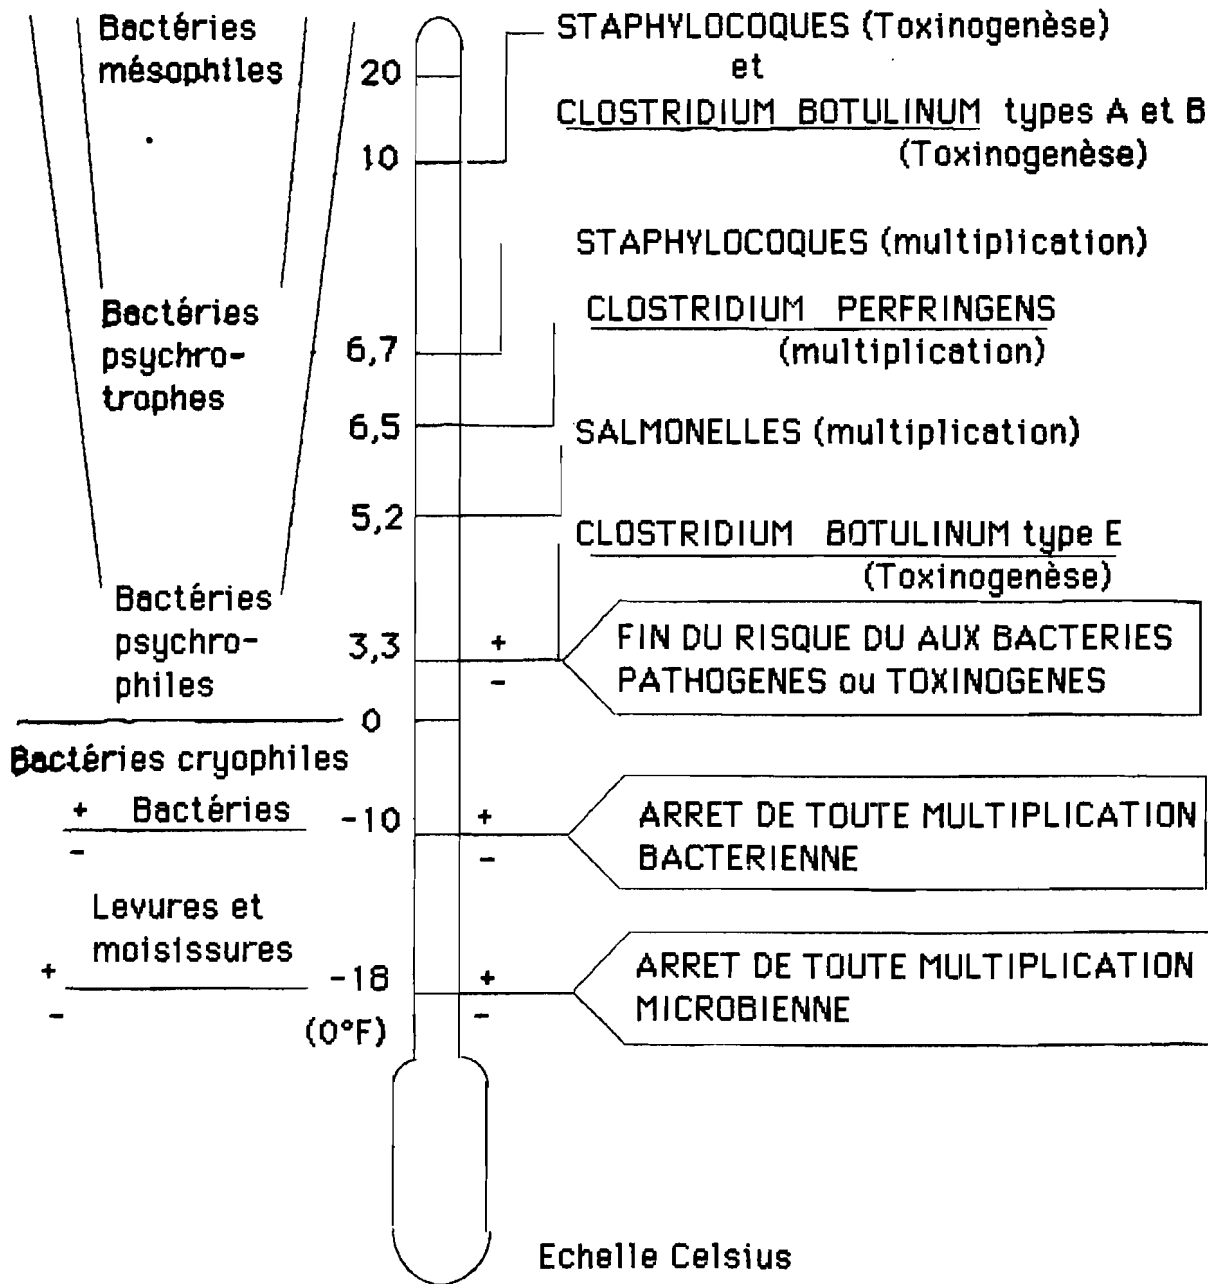 Bactéries
mésophiles
20
10
STAPHYLOCOQUES (Toxinogenèse)
et
CLOSTRIDIUM BOTULINUM types A et B
(Toxinogenèse)
STAPHYLOCOQUES (multiplication)
Bactéries
psychro-
trophes
6,7
CLOSTRIDIUM PERFRINGENS
(multiplication)
6,5
SALMONELLES (multiplication)
5,2
CLOSTRIDIUM BOTULINUM type E
(Toxinogenèse)
Bactéries
psychro-
philes
3,3
+
-
FIN DU RISQUE DU AUX BACTERIES
PATHOGENES ou TOXINOGENES
0
Bactéries cryophiles
+ Bactéries
-
-10
+
-
ARRET DE TOUTE MULTIPLICATION
BACTERIENNE
Levures et
moisissures
+
-
-18
(0°F)
+
-
ARRET DE TOUTE MULTIPLICATION
MICROBIENNE
Echelle Celsius